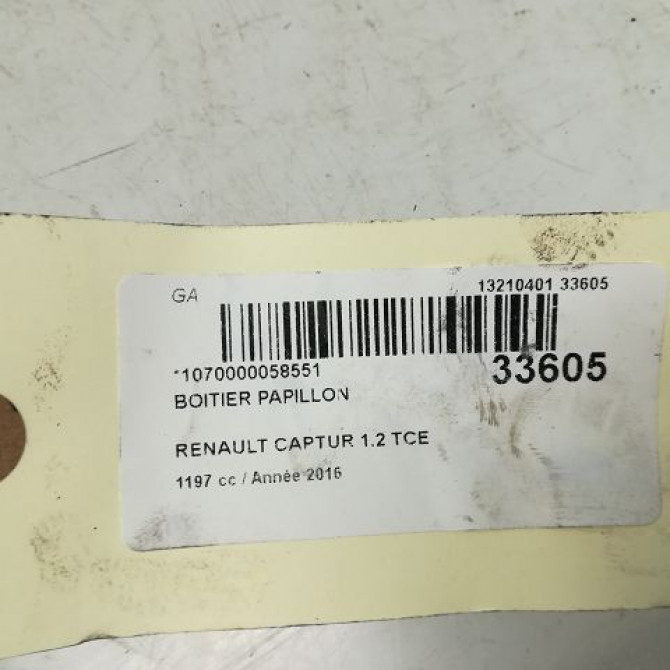 GA 13210401 33605
*1070000058551 33605
BOITIER PAPILLON
RENAULT CAPTUR 1.2 TCE
1197 cc / Année 2016